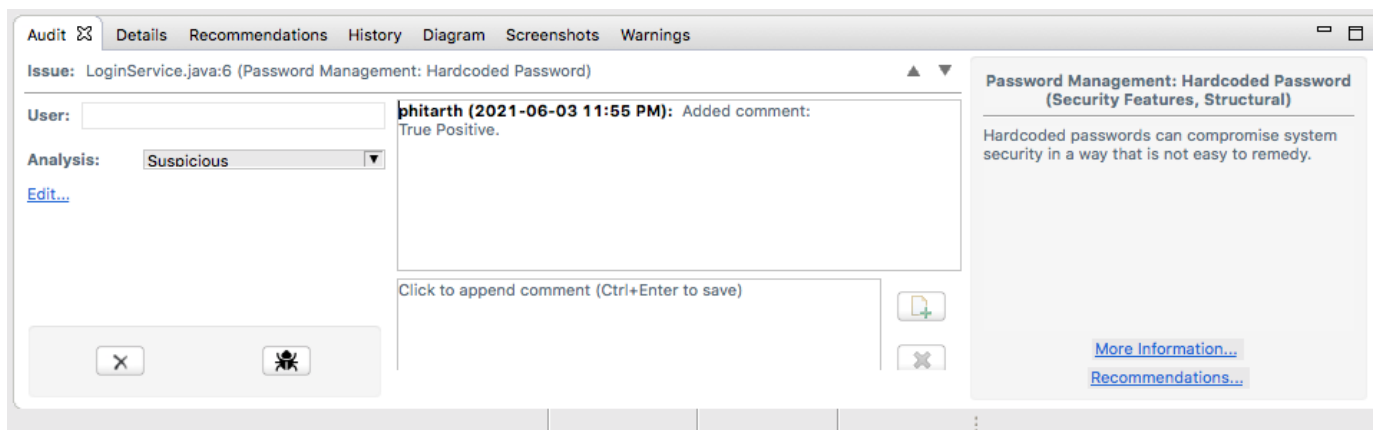 Audit Details Recommendations History Diagram Screenshots Warnings
Issue: LoginService.java:6 (Password Management: Hardcoded Password)
User:
Analysis: Suspicious
Edit...
phitarth (2021-06-03 11:55 PM): Added comment:
True Positive.
Click to append comment (Ctrl+Enter to save)
Password Management: Hardcoded Password
(Security Features, Structural)
Hardcoded passwords can compromise system
security in a way that is not easy to remedy.
More Information...
Recommendations...